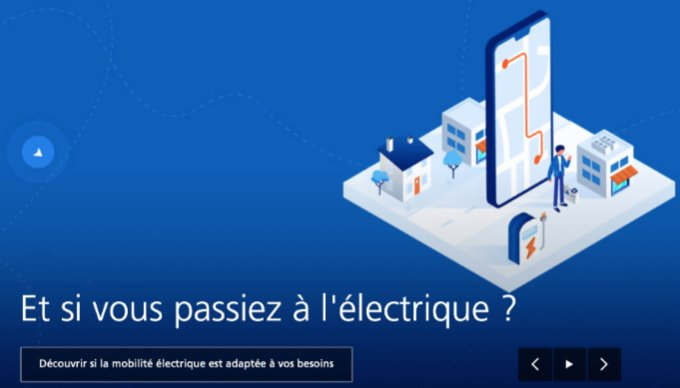 Et si vous passiez à l'électrique ?
Découvrir si la mobilité électrique est adaptée à vos besoins